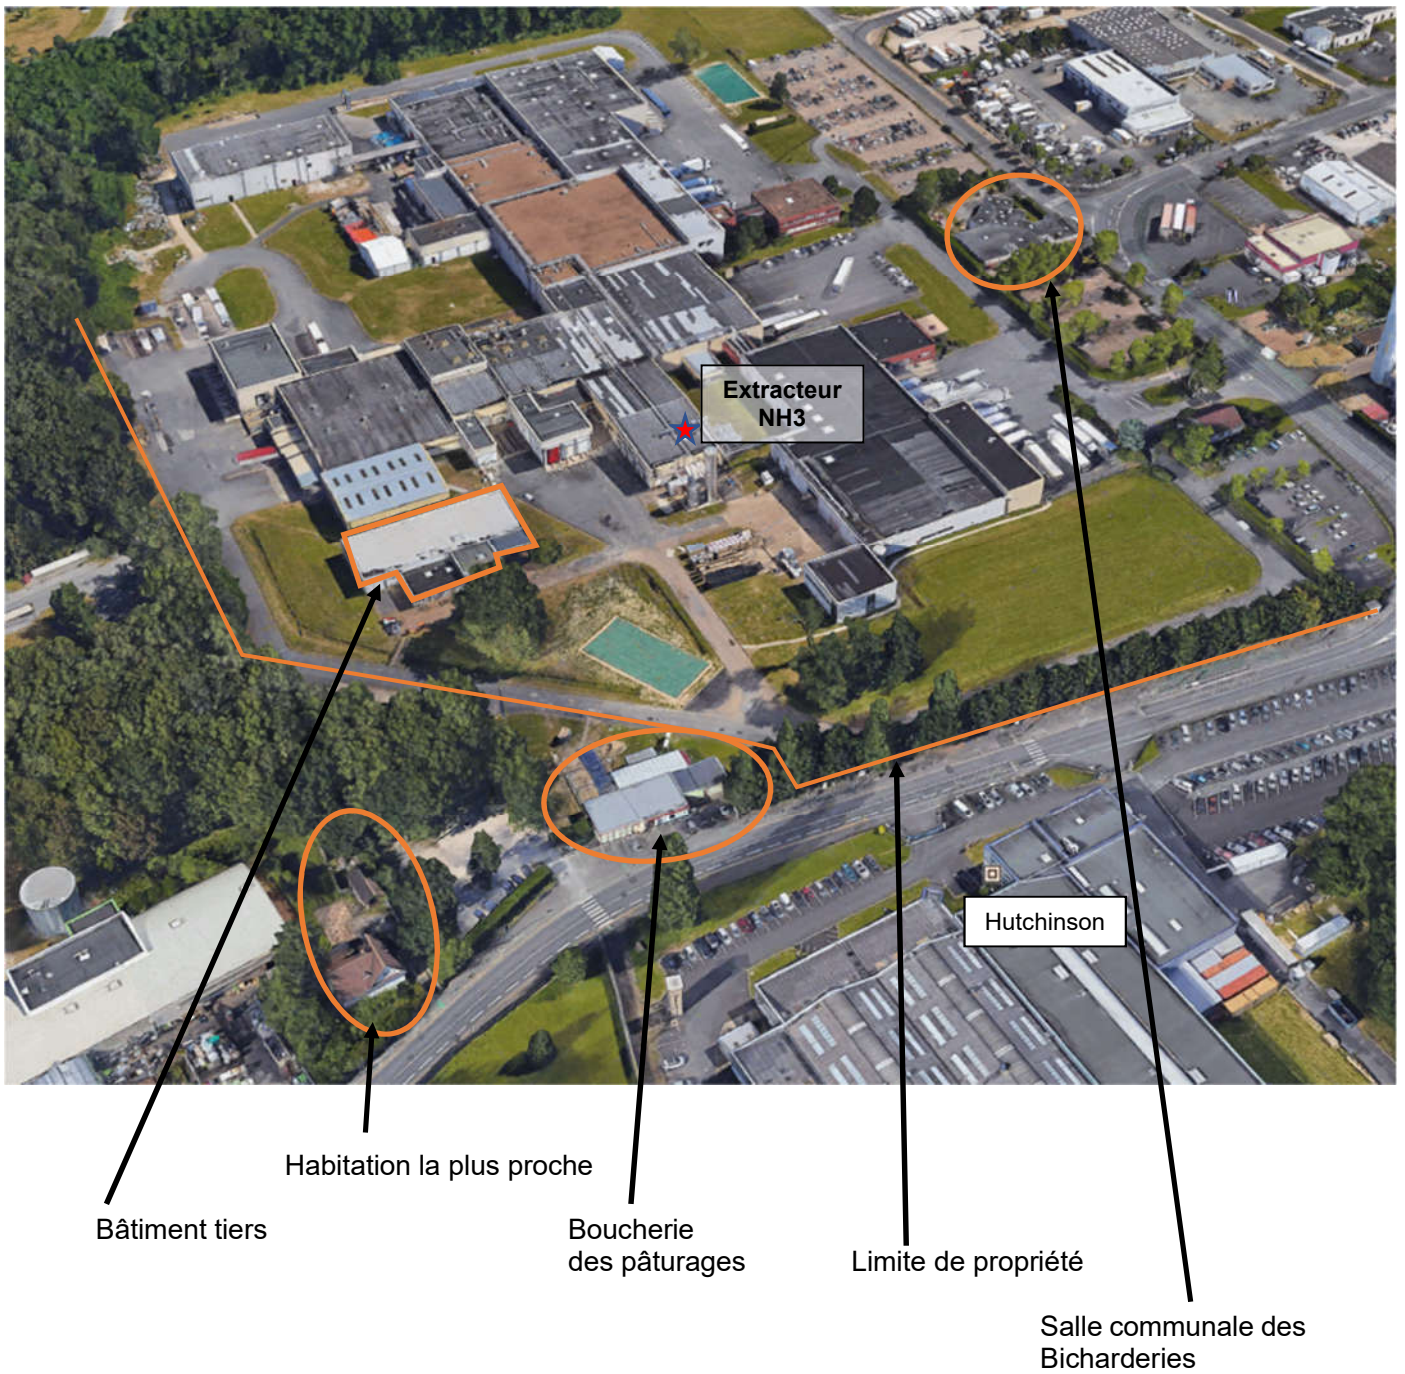 Extracteur
NH3
Hutchinson
Habitation la plus proche
Bâtiment tiers
Boucherie
des pâturages
Limite de propriété
Salle communale des
Bicharderies